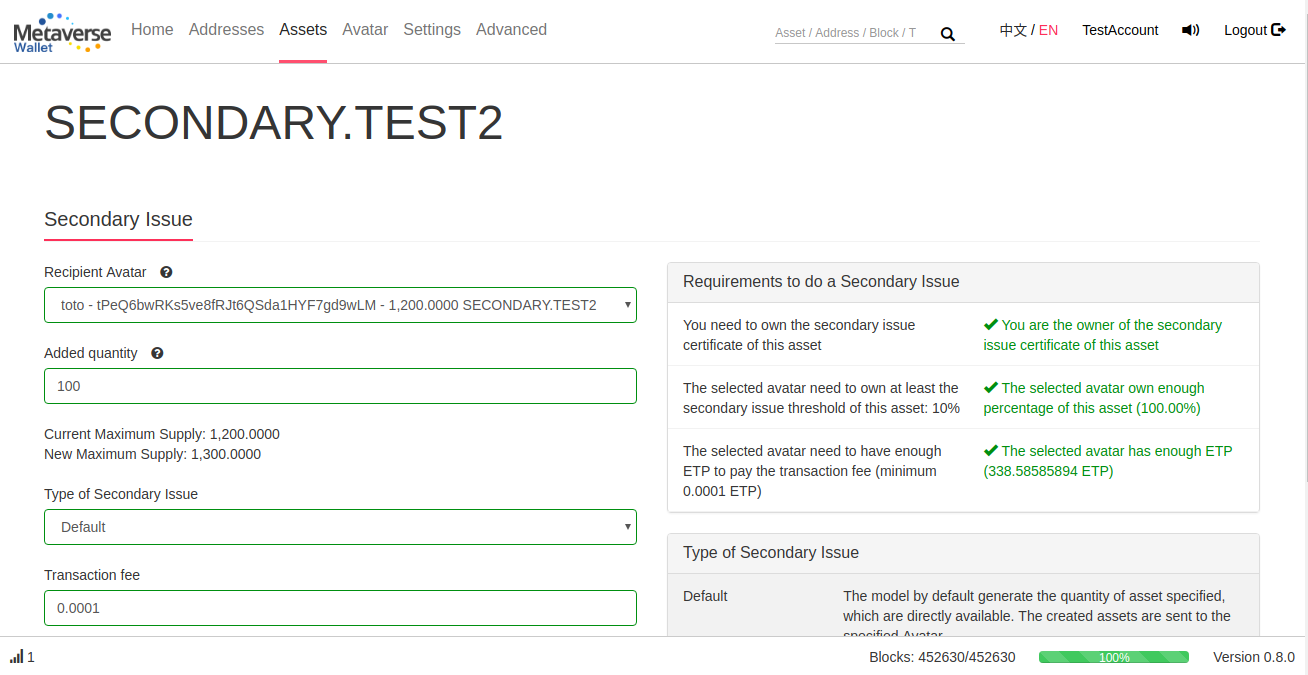 Metaverse
Wallet
Home Addresses Assets Avatar Settings Advanced
Asset / Address / Block / T
中文 / EN
TestAccount
Logout
SECONDARY.TEST2
Secondary Issue
Recipient Avatar
toto - tPeQ6bwRKs5ve8fRJt6QSda1HYF7gd9wLM - 1,200.0000 SECONDARY.TEST2
Added quantity
100
Current Maximum Supply: 1,200.0000
New Maximum Supply: 1,300.0000
Type of Secondary Issue
Default
Transaction fee
0.0001
Requirements to do a Secondary Issue
You need to own the secondary issue
certificate of this asset
You are the owner of the secondary
issue certificate of this asset
The selected avatar need to own at least the
secondary issue threshold of this asset: 10%
The selected avatar own enough
percentage of this asset (100.00%)
The selected avatar need to have enough
ETP to pay the transaction fee (minimum
0.0001 ETP)
The selected avatar has enough ETP
(338.58585894 ETP)
Type of Secondary Issue
Default
The model by default generate the quantity of asset specified,
which are directly available. The created assets are sent to the
specified Avatar.
1
Blocks: 452630/452630
100%
Version 0.8.0